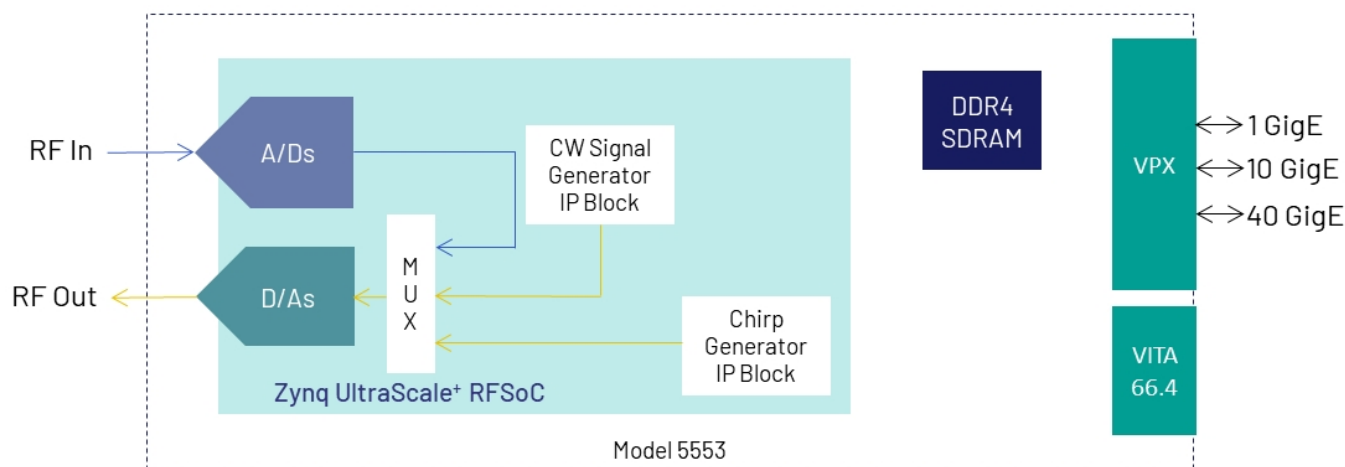 RF In
A/Ds
CW Signal
Generator
IP Block
DDR4
SDRAM
VPX
1 GigE
10 GigE
40 GigE
RF Out
D/As
M
U
X
Chirp
Generator
IP Block
VITA
66.4
Zynq UltraScale⁺ RFSoC
Model 5553